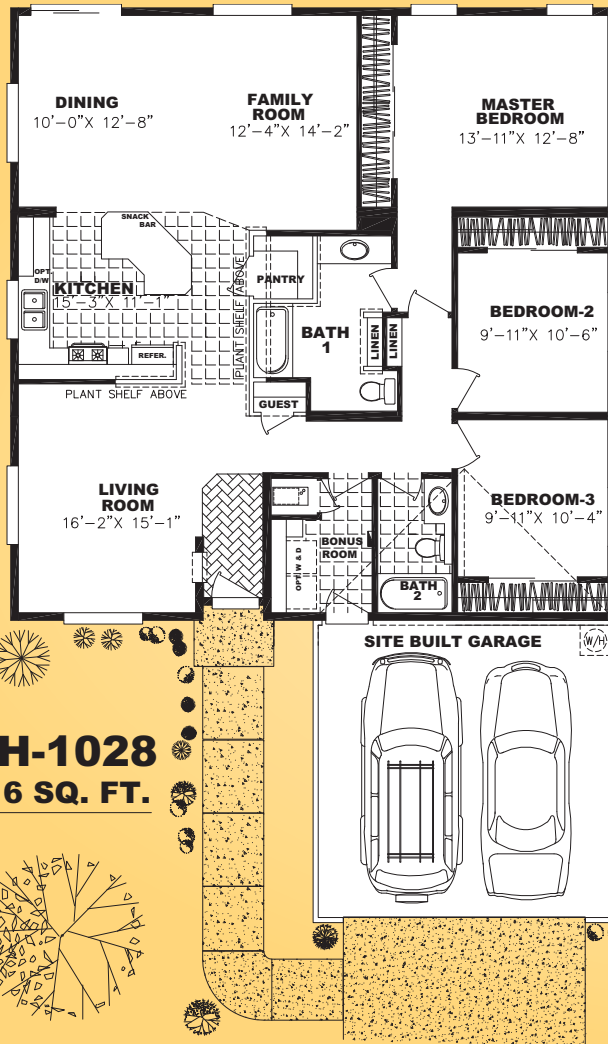 DINING
10'-0"X 12'-8"
FAMILY
ROOM
12'-4"X 14'-2"
MASTER
BEDROOM
13'-11"X 12'-8"
SNACK
BAR
OPT.
D/W
KITCHEN
15'-3"X 11'-1"
REFER.
PLANT SHELF ABOVE
PLANT SHELF ABOVE
PANTRY
BATH
1
LINEN
LINEN
GUEST
BEDROOM-2
9'-11"X 10'-6"
LIVING
ROOM
16'-2"X 15'-1"
BONUS
ROOM
OPT. W & D
BATH
2
BEDROOM-3
9'-11"X 10'-4"
SITE BUILT GARAGE
W/H
H-1028
6 SQ. FT.